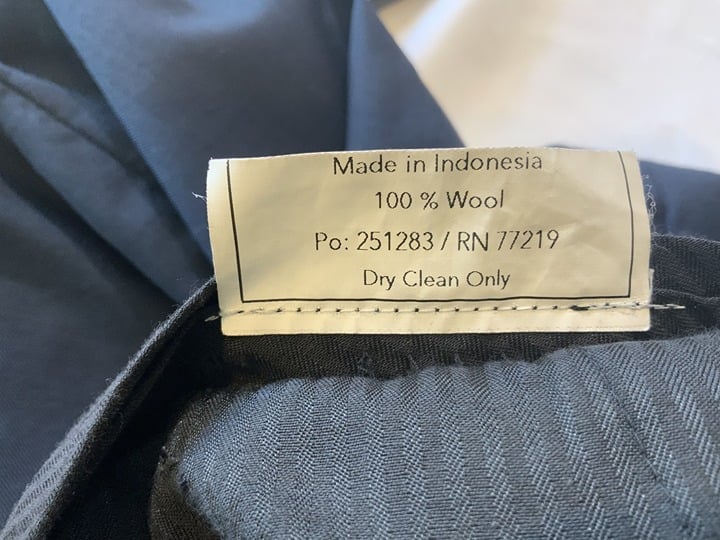 Made in Indonesia
100 % Wool
Po: 251283 / RN 77219
Dry Clean Only